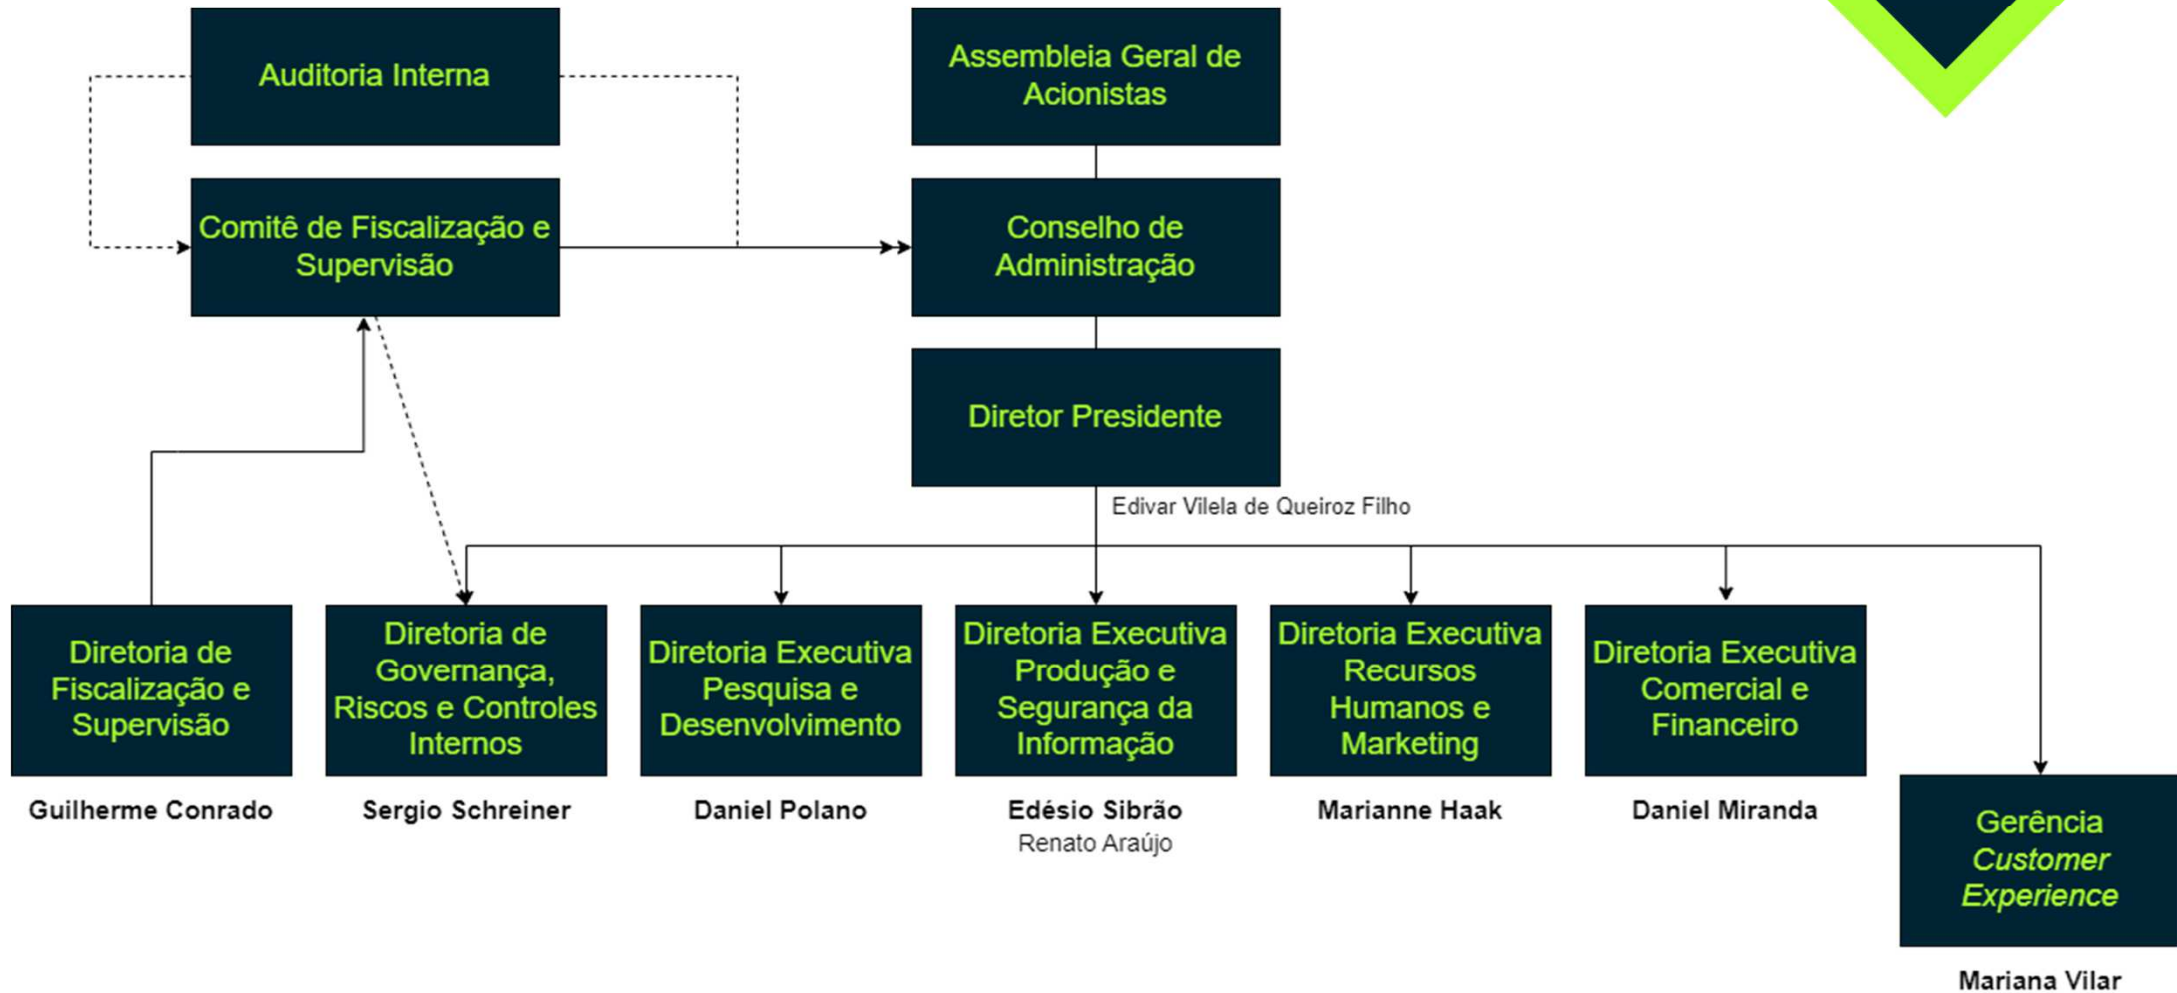 Auditoria Interna
Assembleia Geral de
Acionistas
Comitê de Fiscalização e
Supervisão
Conselho de
Administração
Diretor Presidente
Edivar Vilela de Queiroz Filho
Diretoria de
Fiscalização e
Supervisão
Guilherme Conrado
Diretoria de
Governança,
Riscos e Controles
Internos
Sergio Schreiner
Diretoria Executiva
Pesquisa e
Desenvolvimento
Daniel Polano
Diretoria Executiva
Produção e
Segurança da
Informação
Edésio Sibrão
Renato Araújo
Diretoria Executiva
Recursos
Humanos e
Marketing
Marianne Haak
Diretoria Executiva
Comercial e
Financeiro
Daniel Miranda
Gerência
Customer
Experience
Mariana Vilar